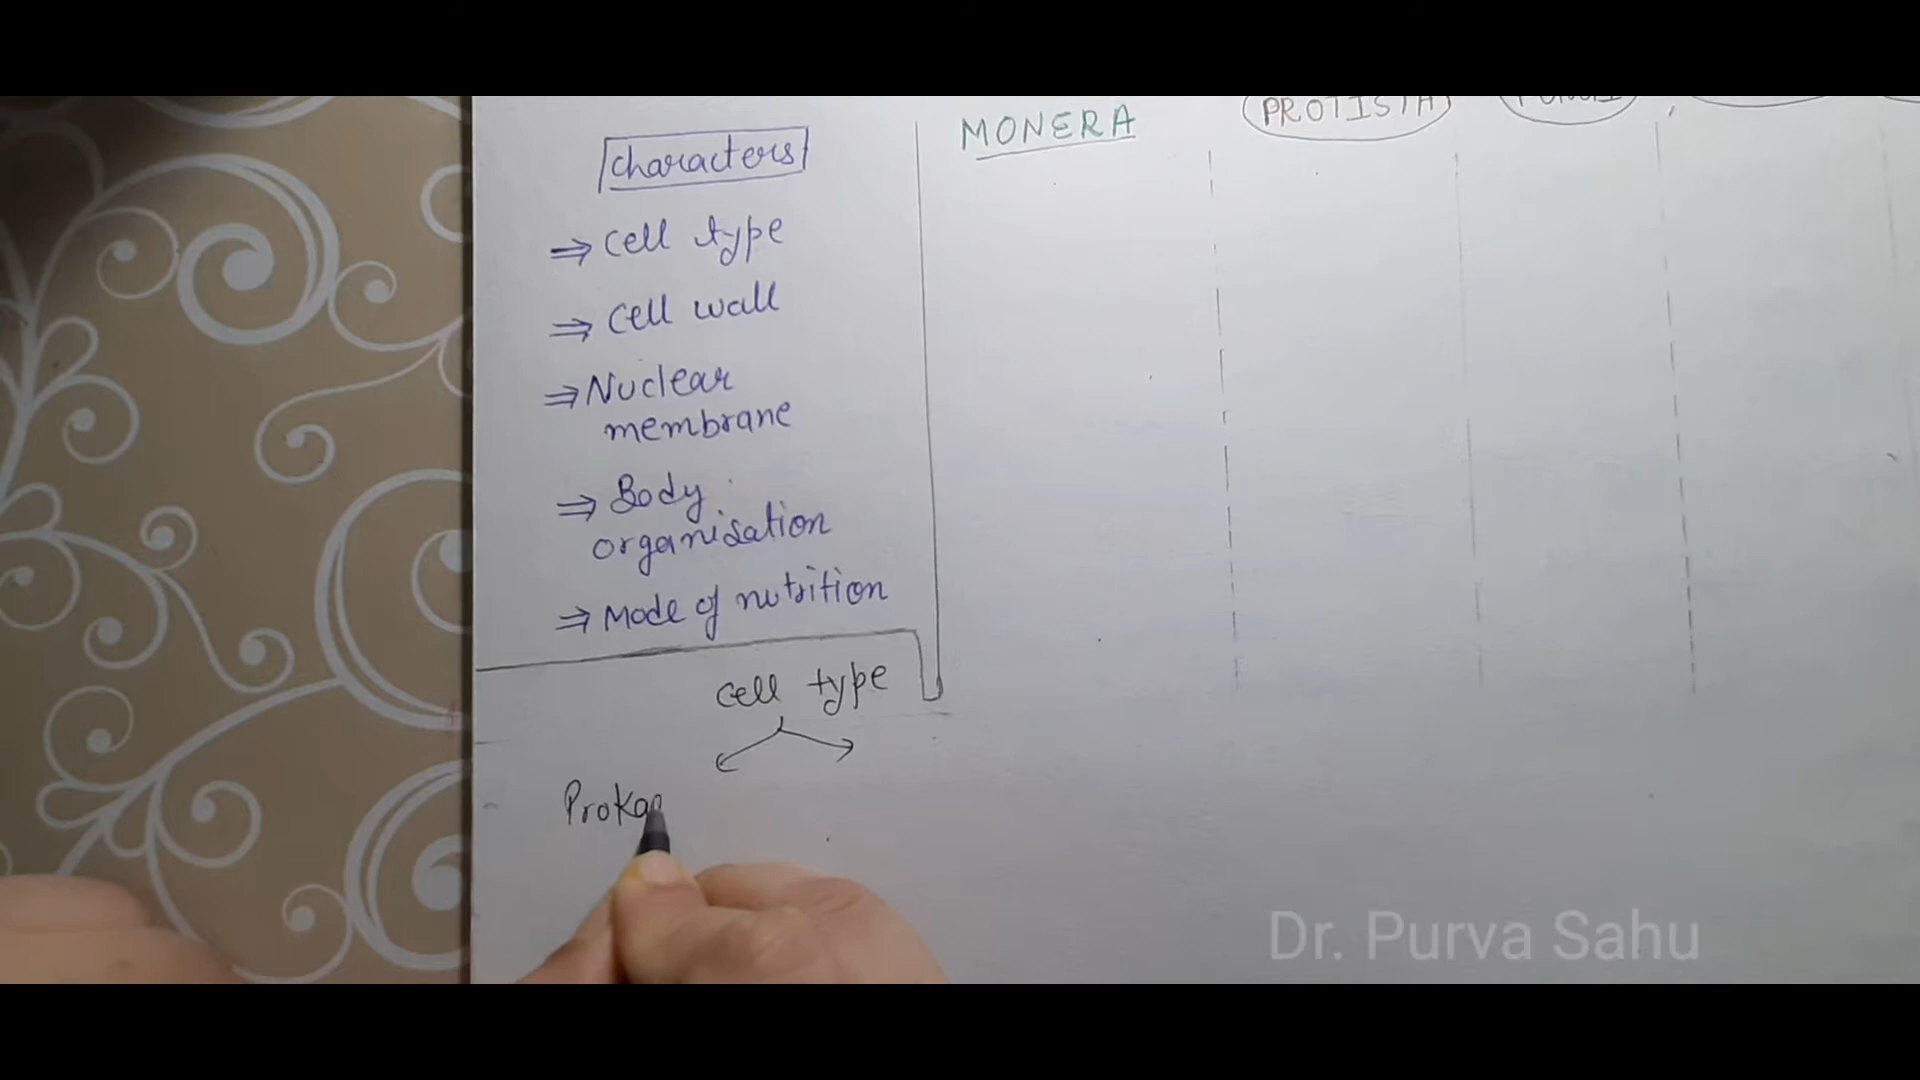 MONERA
PROTISTA
FUNGI
characters
⇒ Cell type
⇒ Cell wall
⇒ Nuclear
membrane
⇒ Body
organisation
⇒ Mode of nutrition
Cell type
Proka
Dr. Purva Sahu